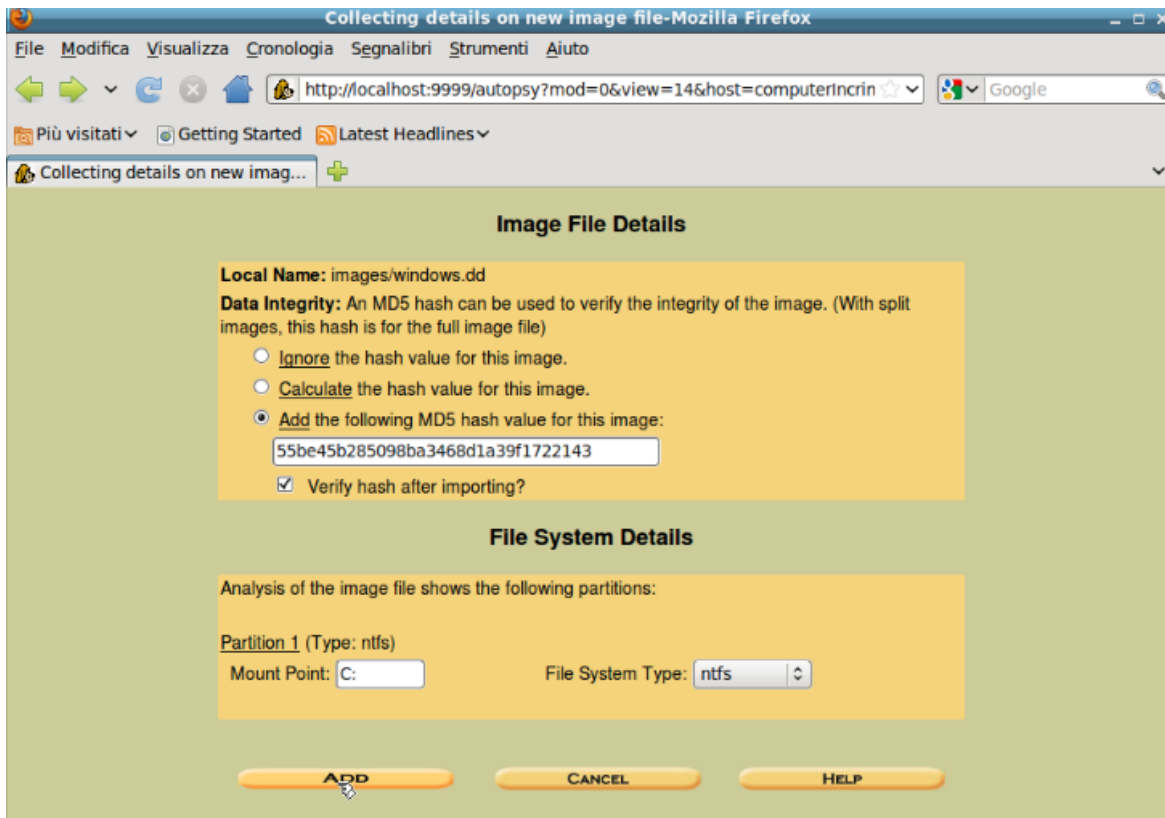 Collecting details on new image file-Mozilla Firefox
File Modifica Visualizza Cronologia Segnalibri Strumenti Aiuto
http://localhost:9999/autopsy?mod=0&view=14&host=computerIncrin Google
Più visitati Getting Started Latest Headlines
Collecting details on new imag...
Image File Details
Local Name: images/windows.dd
Data Integrity: An MD5 hash can be used to verify the integrity of the image. (With split
images, this hash is for the full image file)
Ignore the hash value for this image.
Calculate the hash value for this image.
Add the following MD5 hash value for this image:
55be45b285098ba3468d1a39f1722143
Verify hash after importing?
File System Details
Analysis of the image file shows the following partitions:
Partition 1 (Type: ntfs)
Mount Point: C: File System Type: ntfs
ADD CANCEL HELP